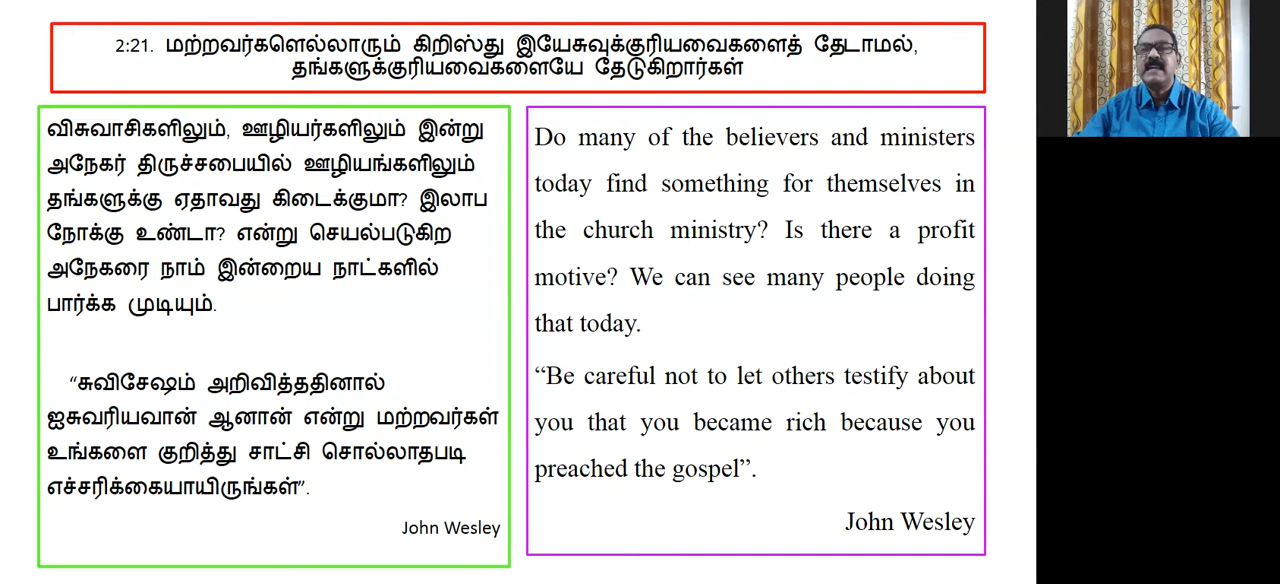 2:21. மற்றவர்களெல்லாரும் கிறிஸ்து இயேசுவுக்குரியவைகளைத் தேடாமல்,
தங்களுக்குரியவைகளையே தேடுகிறார்கள்
விசுவாசிகளிலும், ஊழியர்களிலும் இன்று
அநேகர் திருச்சபையில் ஊழியங்களிலும்
தங்களுக்கு ஏதாவது கிடைக்குமா? இலாப
நோக்கு உண்டா? என்று செயல்படுகிற
அநேகரை நாம் இன்றைய நாட்களில்
பார்க்க முடியும்.
“சுவிசேஷம் அறிவித்ததினால்
ஐசுவரியவான் ஆனான் என்று மற்றவர்கள்
உங்களை குறித்து சாட்சி சொல்லாதபடி
எச்சரிக்கையாயிருங்கள்”.
John Wesley
Do many of the believers and ministers
today find something for themselves in
the church ministry? Is there a profit
motive? We can see many people doing
that today.
“Be careful not to let others testify about
you that you became rich because you
preached the gospel”.
John Wesley